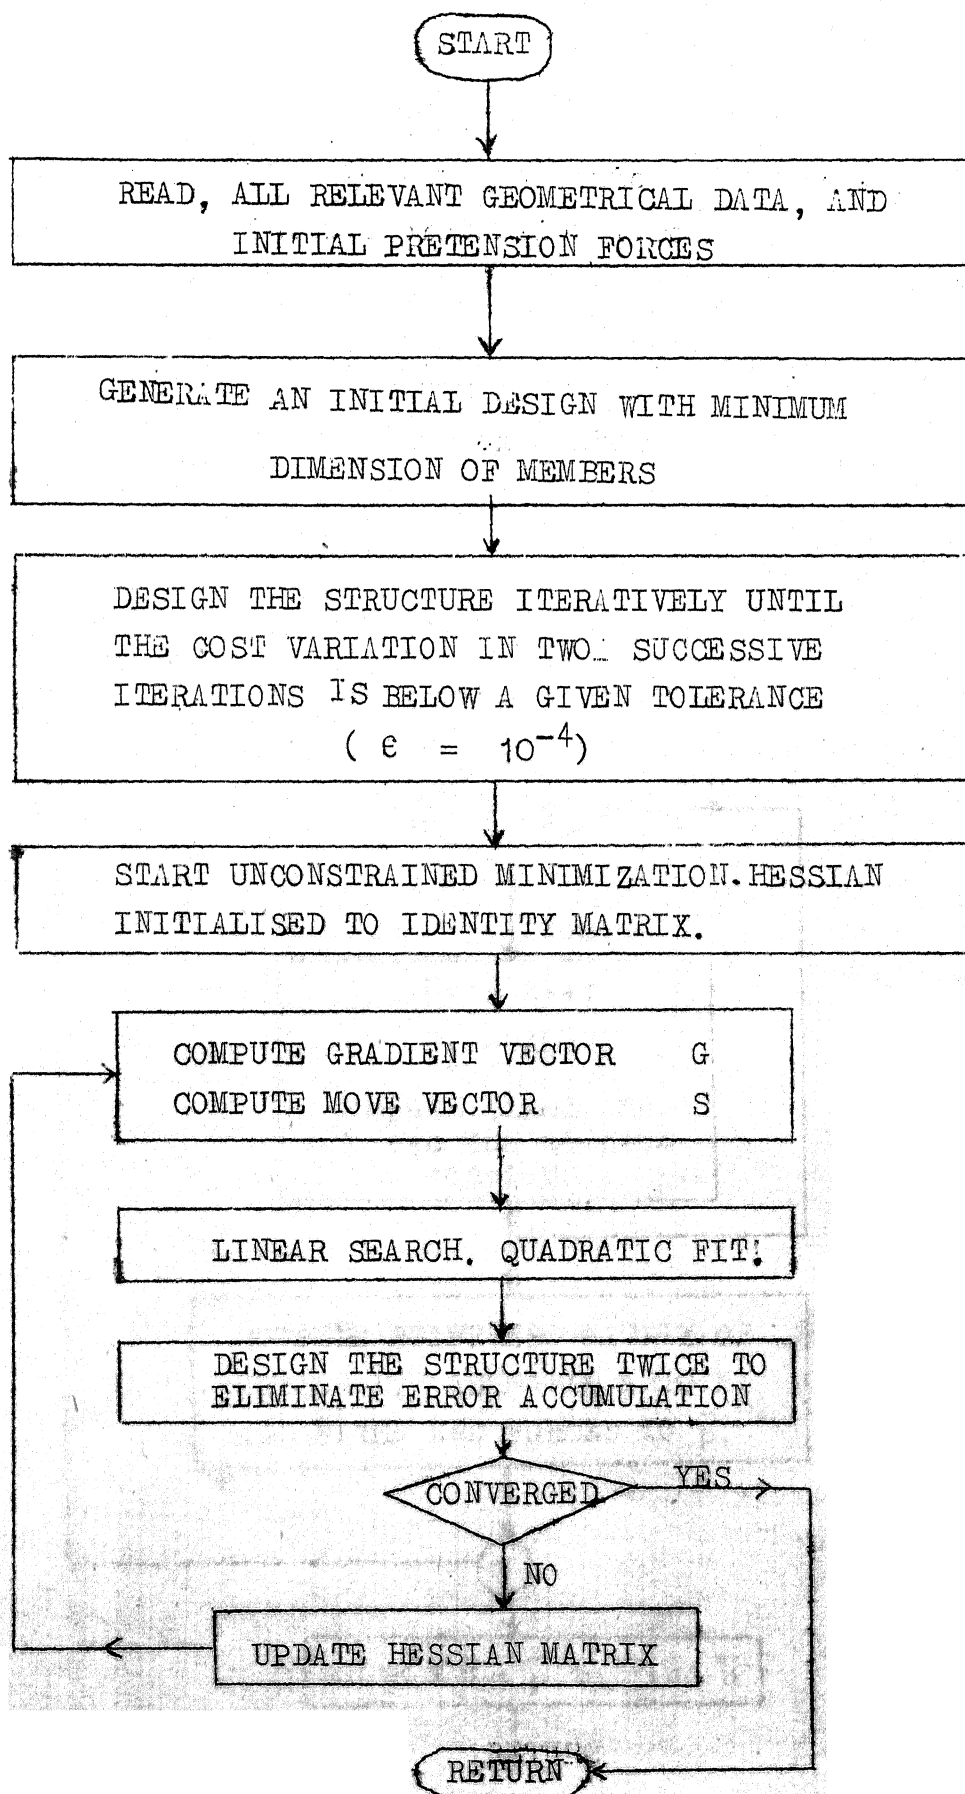 START
READ, ALL RELEVANT GEOMETRICAL DATA, AND
INITIAL PRETENSION FORCES
GENERATE AN INITIAL DESIGN WITH MINIMUM
DIMENSION OF MEMBERS
DESIGN THE STRUCTURE ITERATIVELY UNTIL
THE COST VARIATION IN TWO SUCCESSIVE
ITERATIONS IS BELOW A GIVEN TOLERANCE
( ϵ = 10⁻⁴)
START UNCONSTRAINED MINIMIZATION. HESSIAN
INITIALISED TO IDENTITY MATRIX.
COMPUTE GRADIENT VECTOR G
COMPUTE MOVE VECTOR S
LINEAR SEARCH. QUADRATIC FIT.
DESIGN THE STRUCTURE TWICE TO
ELIMINATE ERROR ACCUMULATION
CONVERGED
YES
NO
UPDATE HESSIAN MATRIX
RETURN